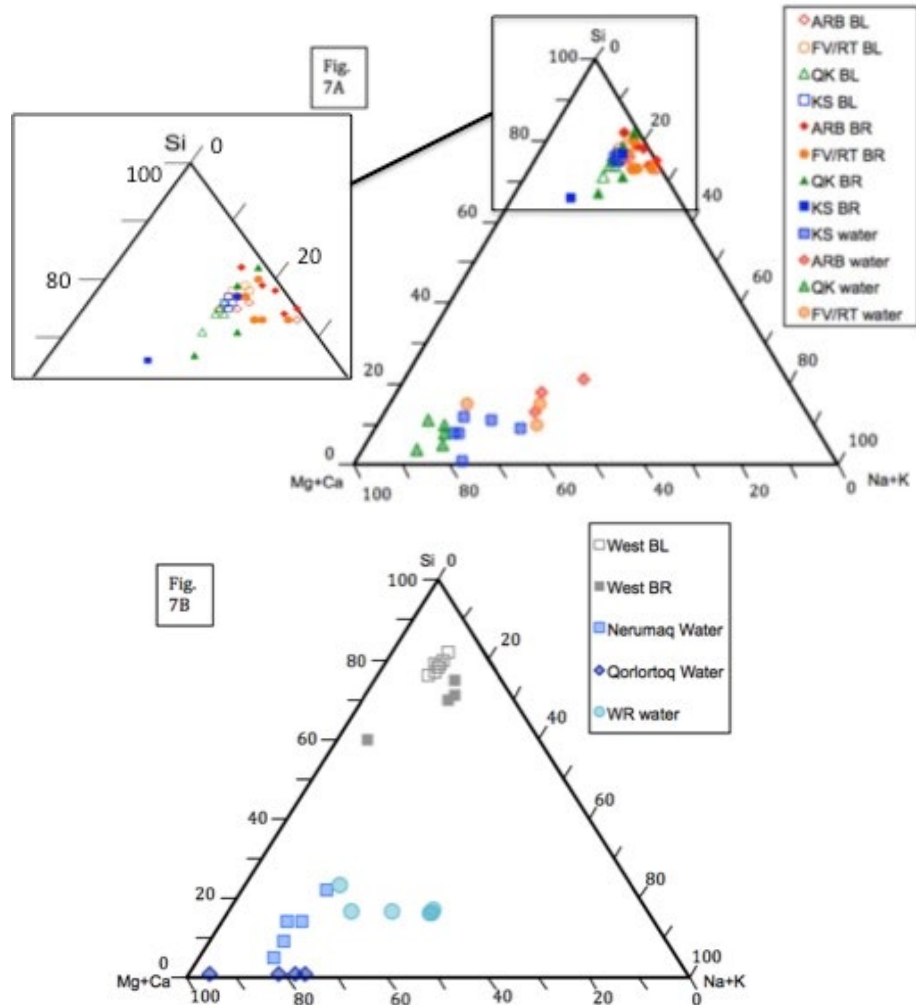 Fig.
7A
Si 0
100
80
60
40
20
0
20
40
60
80
100
Mg+Ca
100
80
60
40
20
0
Na+K
Si 0
100
80
20
ARB BL
FV/RT BL
QK BL
KS BL
ARB BR
FV/RT BR
QK BR
KS BR
KS water
ARB water
QK water
FV/RT water
Fig.
7B
Si 0
100
80
60
40
20
0
20
40
60
80
100
Mg+Ca
100
80
60
40
20
0
Na+K
West BL
West BR
Nerumaq Water
Qorlortoq Water
WR water